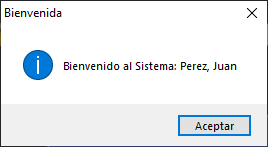 Bienvenida
Bienvenido al Sistema: Perez, Juan
Aceptar